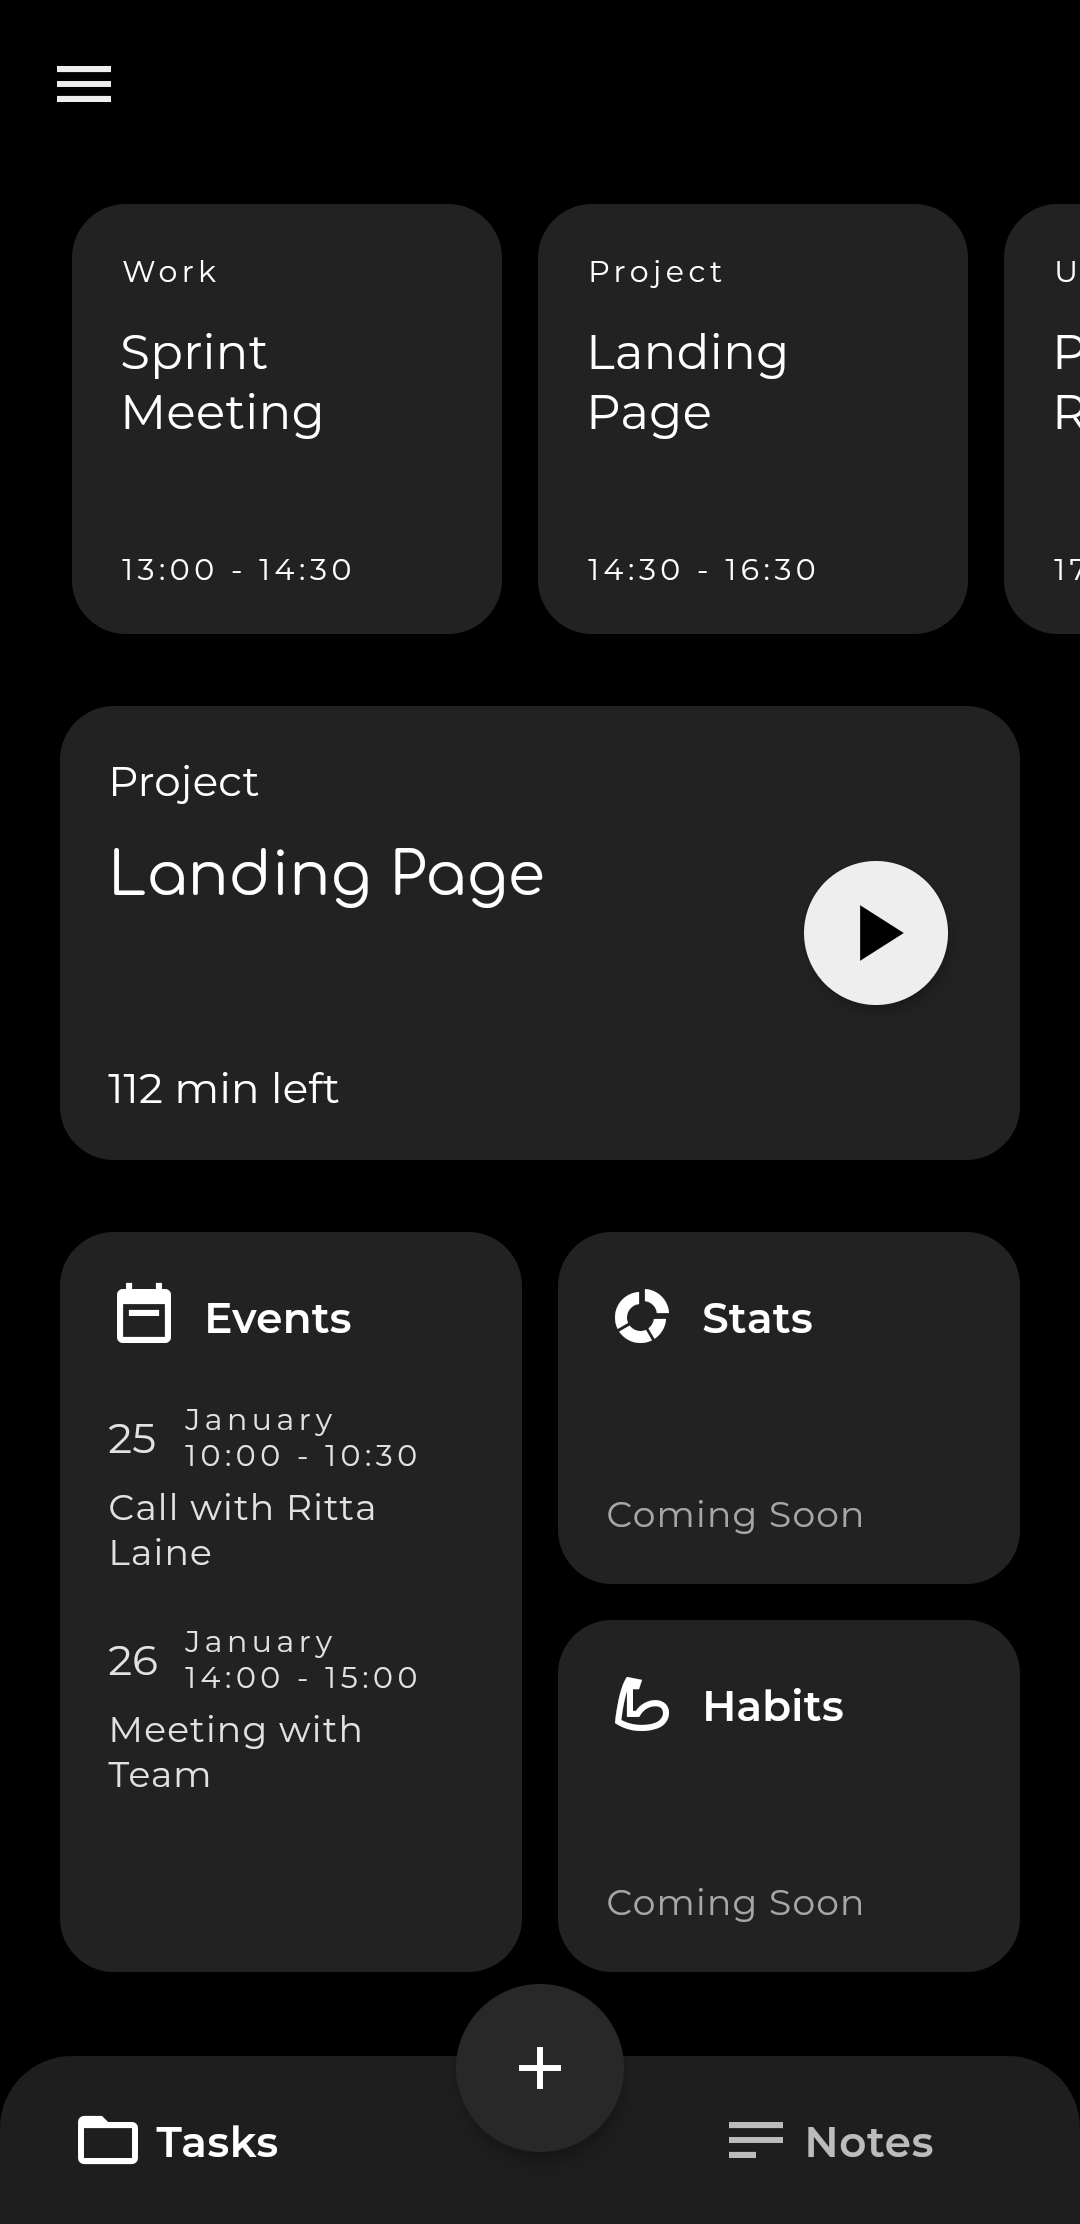 Work
Sprint
Meeting
13:00 - 14:30
Project
Landing
Page
14:30 - 16:30
U
P
R
17
Project
Landing Page
112 min left
Events
25
January
10:00 - 10:30
Call with Ritta
Laine
26
January
14:00 - 15:00
Meeting with
Team
Stats
Coming Soon
Habits
Coming Soon
Tasks
Notes